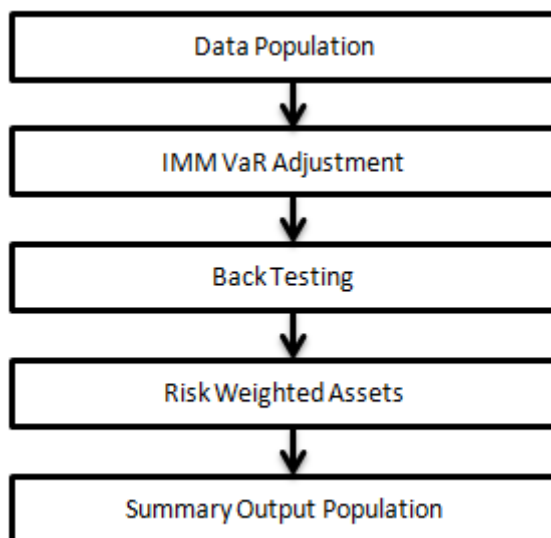 Data Population
IMM VaR Adjustment
Back Testing
Risk Weighted Assets
Summary Output Population